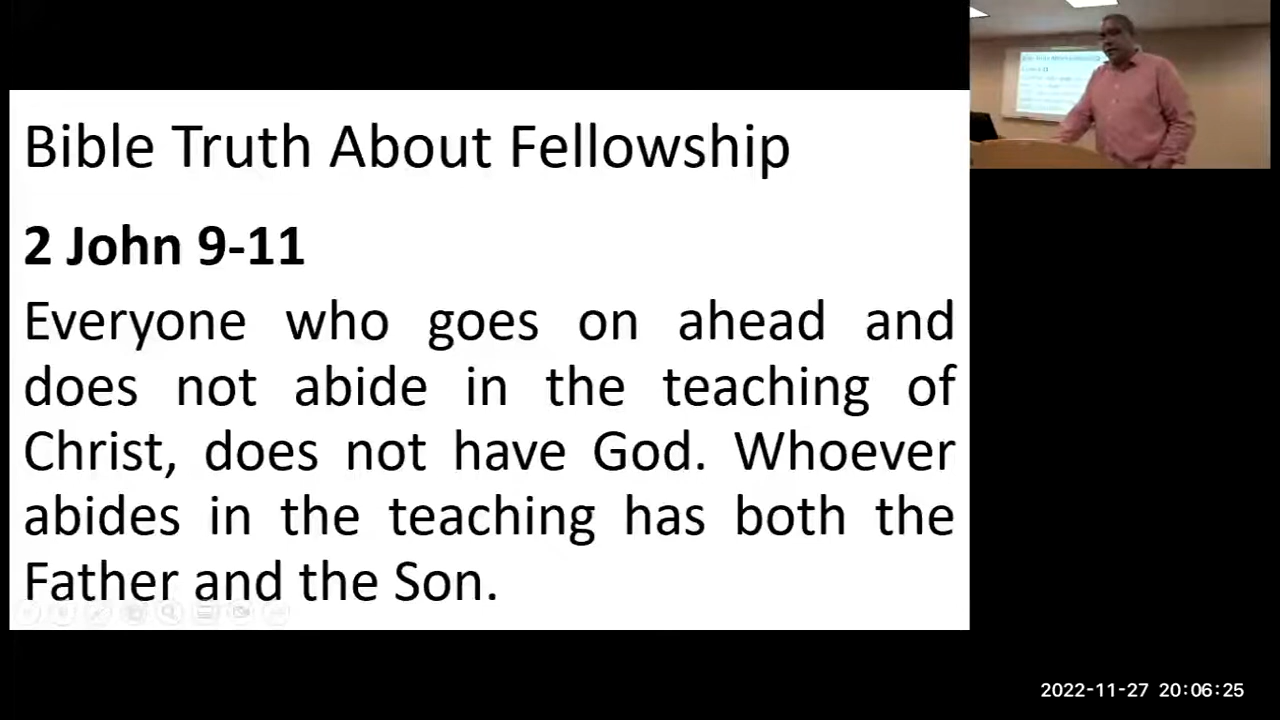 Bible Truth About Fellowship
2 John 9-11
Everyone who goes on ahead and
does not abide in the teaching of
Christ, does not have God. Whoever
abides in the teaching has both the
Father and the Son.
2022-11-27 20:06:25